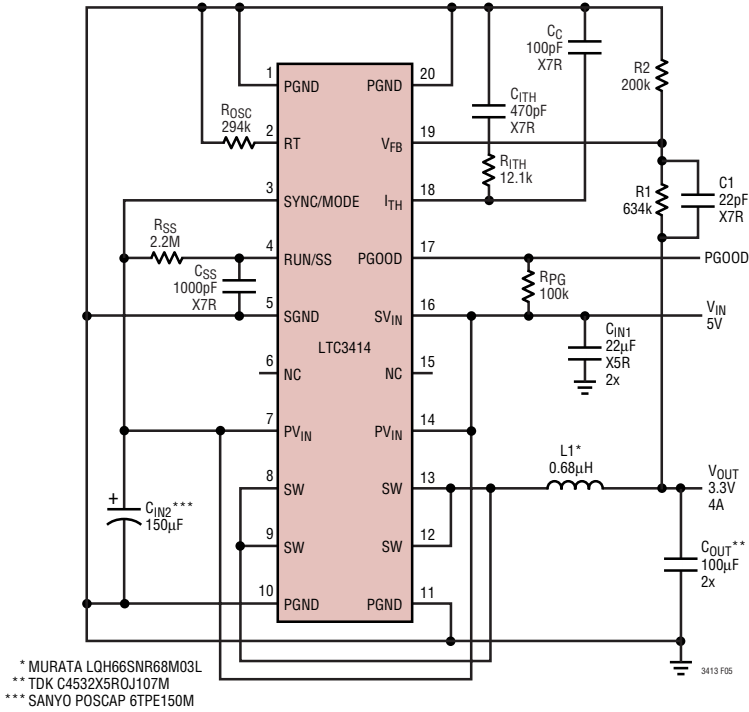 CC
100pF
X7R
R2
200k
1
PGND
PGND
20
CITH
470pF
X7R
ROSC
294k
2
RT
VFB
19
RITH
12.1k
R1
634k
C1
22pF
X7R
3
SYNC/MODE
ITH
18
RSS
2.2M
4
RUN/SS
PGOOD
17
PGOOD
CSS
1000pF
X7R
RPG
100k
5
SGND
SVIN
16
VIN
5V
LTC3414
CIN1
22µF
X5R
2x
6
NC
NC
15
7
PVIN
PVIN
14
L1*
0.68µH
8
SW
SW
13
VOUT
3.3V
4A
+
CIN2***
150µF
9
SW
SW
12
COUT**
100µF
2x
10
PGND
PGND
11
3413 F05
* MURATA LQH66SNR68M03L
** TDK C4532X5ROJ107M
*** SANYO POSCAP 6TPE150M